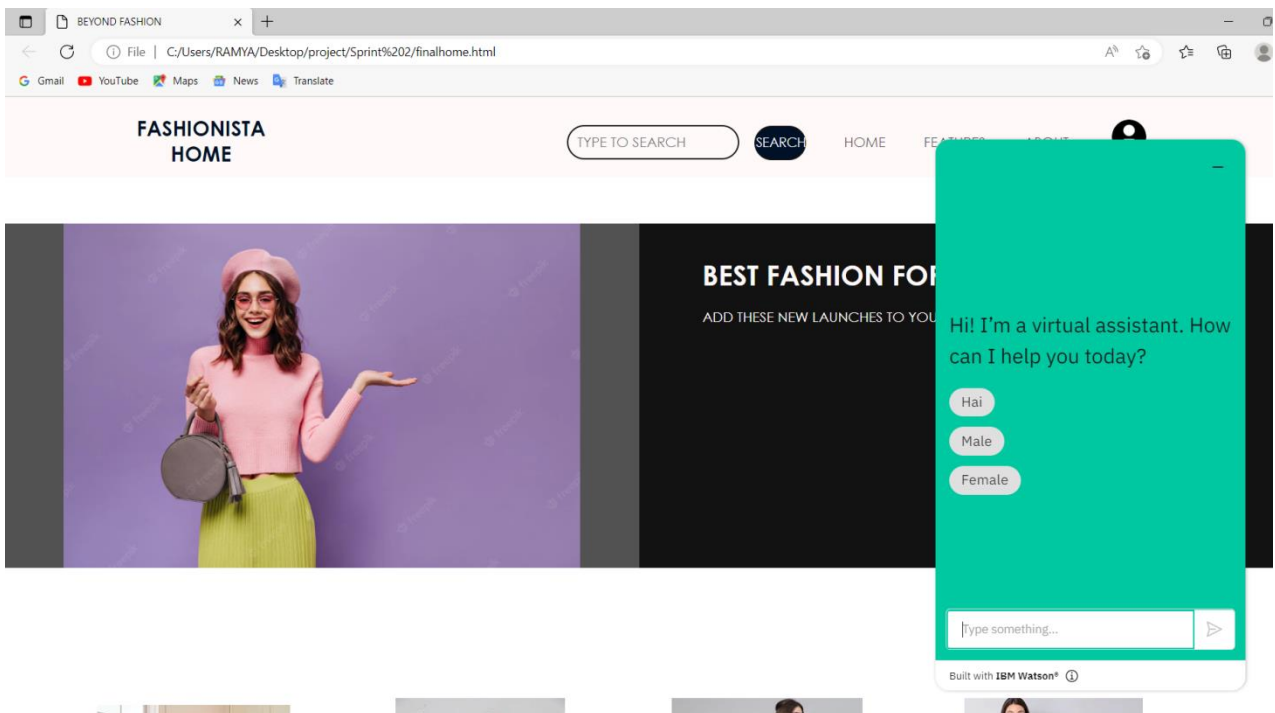 BEYOND FASHION
File | C:/Users/RAMYA/Desktop/project/Sprint%202/finalhome.html
Gmail YouTube Maps News Translate
FASHIONISTA
HOME
TYPE TO SEARCH
SEARCH
HOME
BEST FASHION
ADD THESE NEW LAUNCHES TO
Hi! I'm a virtual assistant. How
can I help you today?
Hai
Male
Female
Type something...
Built with IBM Watson®